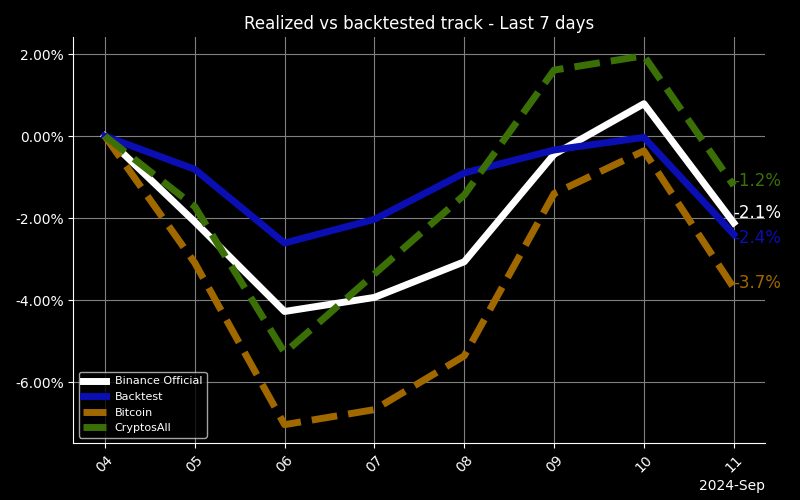 Realized vs backtested track - Last 7 days
2.00%
0.00%
-2.00%
-4.00%
-6.00%
-1.2%
-2.1%
-2.4%
-3.7%
Binance Official
Backtest
Bitcoin
CryptosAll
04
05
06
07
08
09
10
11
2024-Sep